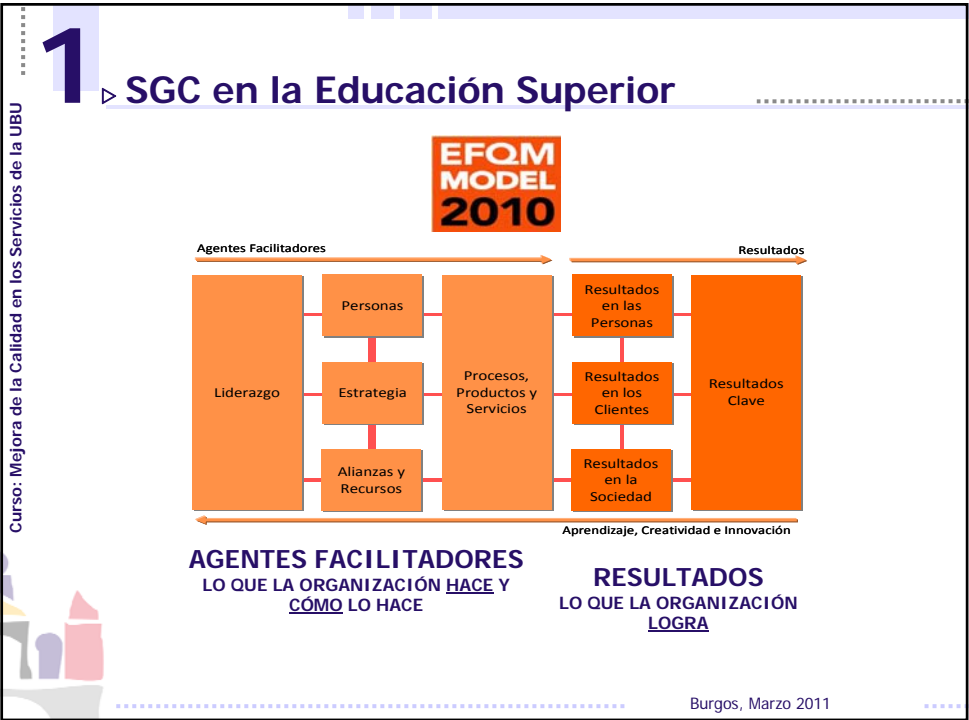 1
▷ SGC en la Educación Superior
Curso: Mejora de la Calidad en los Servicios de la UBU
EFQM
MODEL
2010
Agentes Facilitadores
Resultados
Liderazgo
Personas
Estrategia
Alianzas y
Recursos
Procesos,
Productos y
Servicios
Resultados
en las
Personas
Resultados
en los
Clientes
Resultados
en la
Sociedad
Resultados
Clave
Aprendizaje, Creatividad e Innovación
AGENTES FACILITADORES
LO QUE LA ORGANIZACIÓN HACE Y
CÓMO LO HACE
RESULTADOS
LO QUE LA ORGANIZACIÓN
LOGRA
Burgos, Marzo 2011